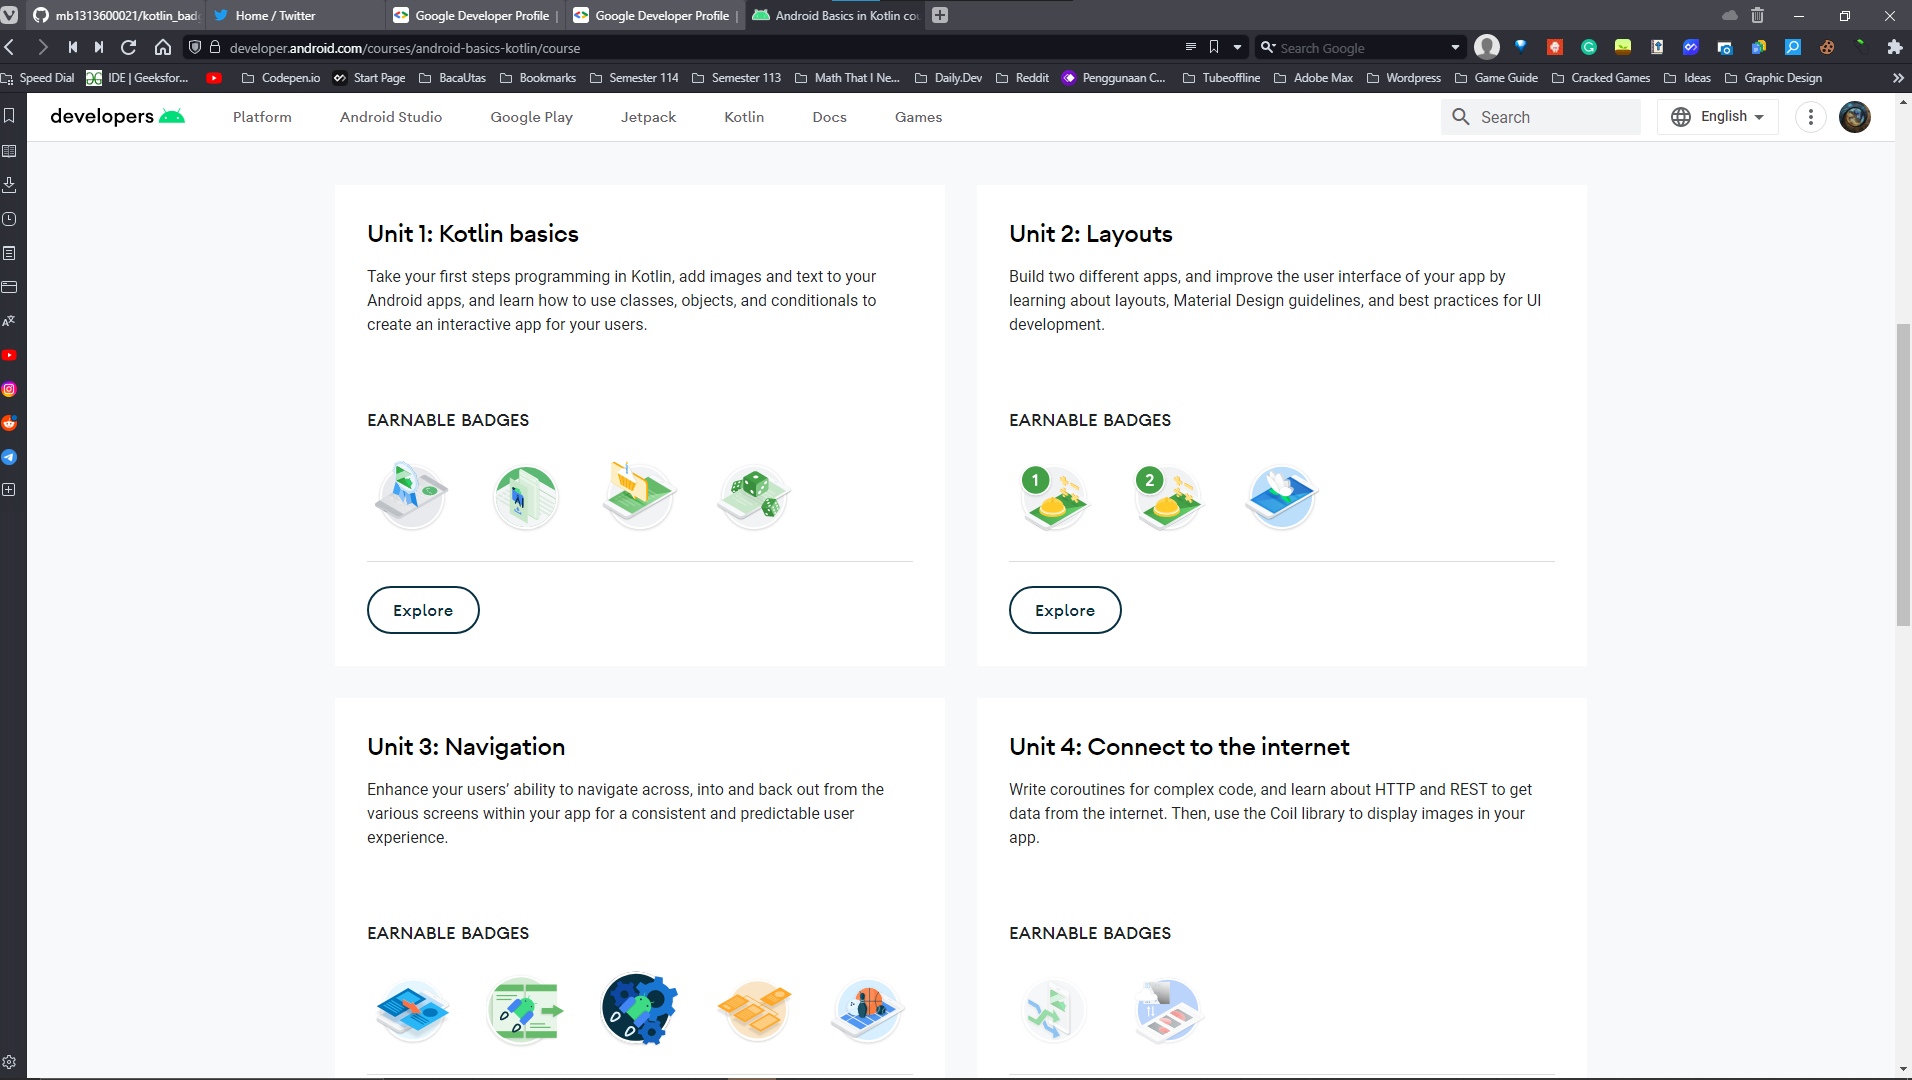 mb1313600021/kotlin_bad
Home / Twitter
Google Developer Profile
Google Developer Profile
Android Basics in Kotlin cou
developer.android.com/courses/android-basics-kotlin/course
Search Google
Speed Dial
IDE | Geeksfor...
Codepen.io
Start Page
BacaUtas
Bookmarks
Semester 114
Semester 113
Math That I Ne...
Daily.Dev
Reddit
Penggunaan C...
Tubeoffline
Adobe Max
Wordpress
Game Guide
Cracked Games
Ideas
Graphic Design
developers
Platform
Android Studio
Google Play
Jetpack
Kotlin
Docs
Games
Search
English
Unit 1: Kotlin basics
Take your first steps programming in Kotlin, add images and text to your
Android apps, and learn how to use classes, objects, and conditionals to
create an interactive app for your users.
EARNABLE BADGES
Explore
Unit 2: Layouts
Build two different apps, and improve the user interface of your app by
learning about layouts, Material Design guidelines, and best practices for UI
development.
EARNABLE BADGES
1
2
Explore
Unit 3: Navigation
Enhance your users’ ability to navigate across, into and back out from the
various screens within your app for a consistent and predictable user
experience.
EARNABLE BADGES
Unit 4: Connect to the internet
Write coroutines for complex code, and learn about HTTP and REST to get
data from the internet. Then, use the Coil library to display images in your
app.
EARNABLE BADGES